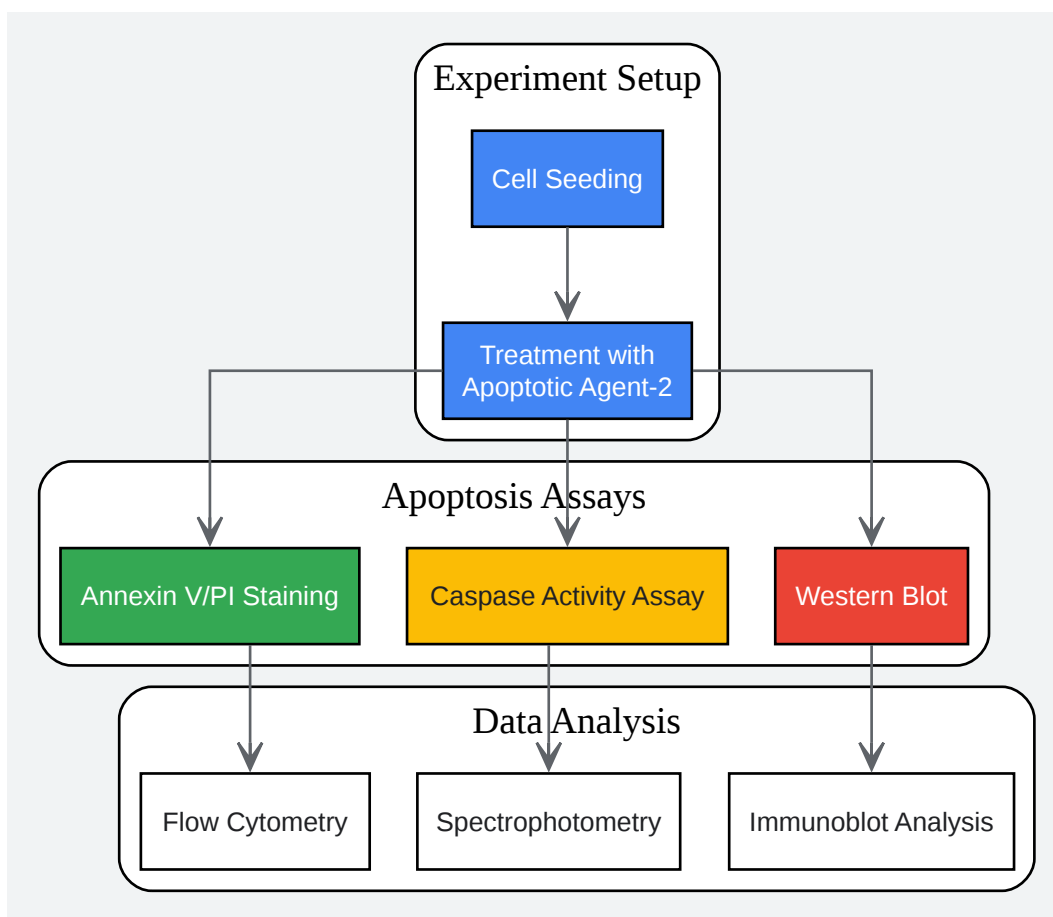 Experiment Setup
Cell Seeding
Treatment with
Apoptotic Agent-2
Apoptosis Assays
Annexin V/PI Staining
Caspase Activity Assay
Western Blot
Data Analysis
Flow Cytometry
Spectrophotometry
Immunoblot Analysis